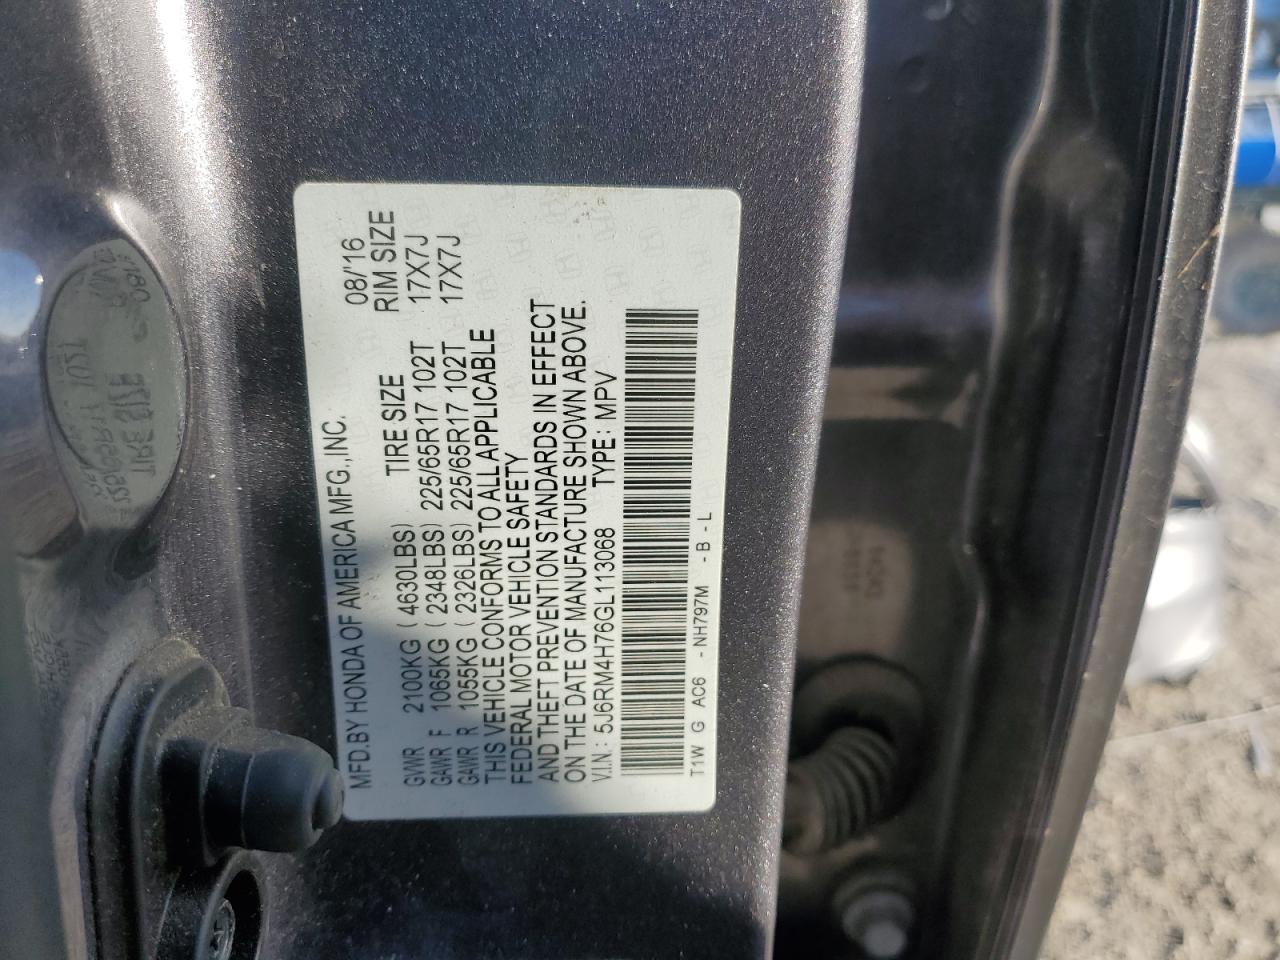 MFD. BY HONDA OF AMERICA MFG., INC. 08/'16
TIRE SIZE RIM SIZE
GVWR 2100KG ( 4630LBS)
GAWR F 1065KG ( 2348LBS) 225/65R17 102T 17X7J
GAWR R 1055KG ( 2326LBS) 225/65R17 102T 17X7J
THIS VEHICLE CONFORMS TO ALL APPLICABLE
FEDERAL MOTOR VEHICLE SAFETY
AND THEFT PREVENTION STANDARDS IN EFFECT
ON THE DATE OF MANUFACTURE SHOWN ABOVE.
V.I.N.: 5J6RM4H76GL113068 TYPE: MPV
T1W G AC6 - NH797M - B - L